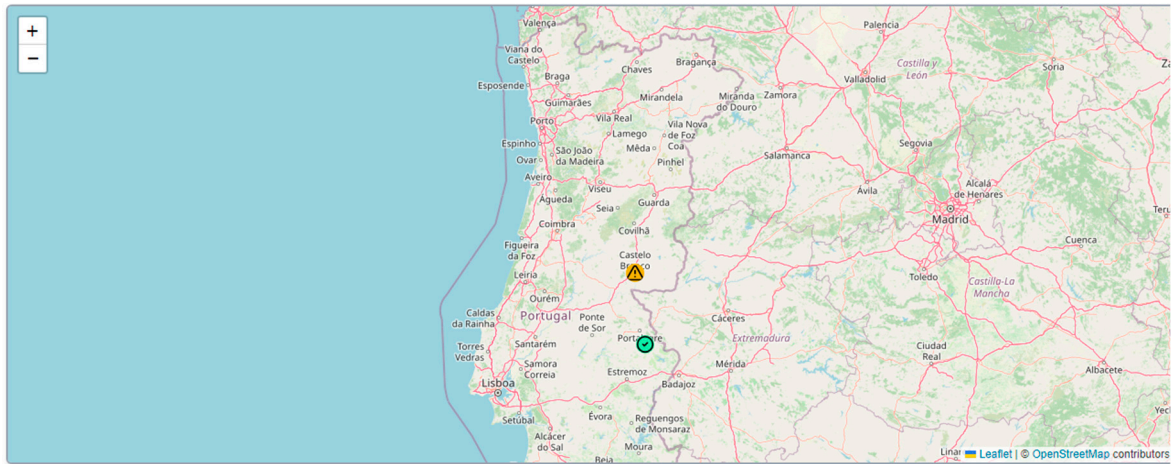 +
−
Valença
Viana do
Castelo
Esposende
Braga
Guimarães
Chaves
Bragança
Mirandela
Miranda
do Douro
Zamora
Palencia
Valladolid
Castilla y
León
Soria
Porto
Vila Real
Lamego
Vila Nova
de Foz
Coa
Espinho
Ovar
São João
da Madeira
Mêda
Pinhel
Salamanca
Segovia
Aveiro
Águeda
Viseu
Seia
Guarda
Ávila
Alcalá
de Henares
Madrid
Coimbra
Covilhã
Figueira
da Foz
Castelo
Leiria
Ourém
Cuenca
Toledo
Castilla-La
Mancha
Caldas
da Rainha
Portugal
Ponte
de Sor
Cáceres
Extremadura
Torres
Vedras
Santarém
Samora
Correia
Estremoz
Badajoz
Mérida
Ciudad
Real
Albacete
Lisboa
Setúbal
Évora
Reguengos
de Monsaraz
Alcácer
do Sal
Moura
Leaflet | © OpenStreetMap contributors